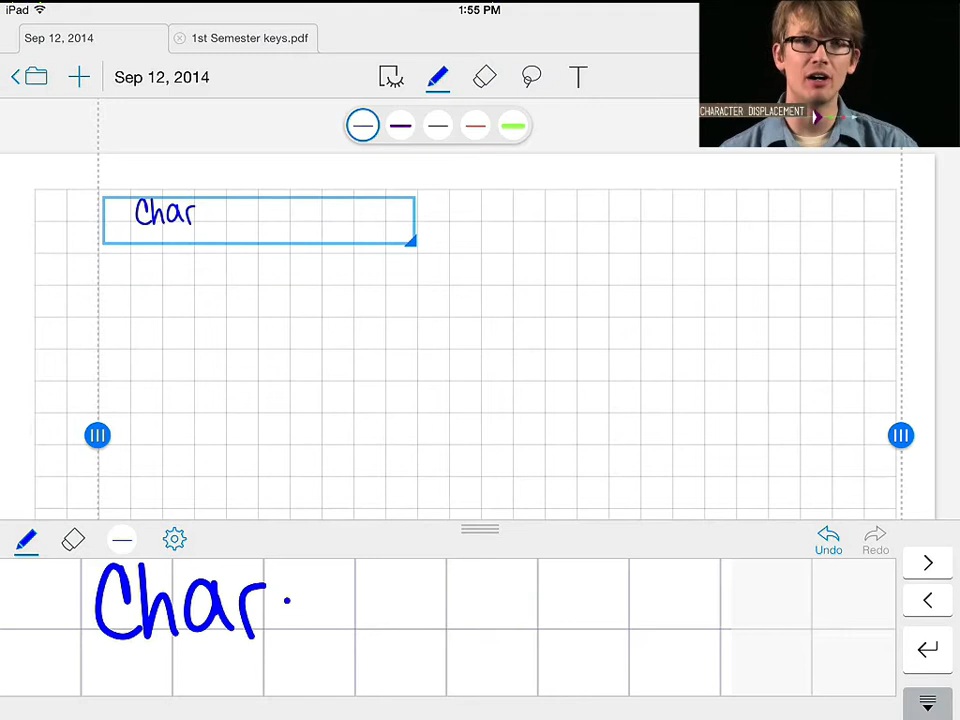 iPad 1:55 PM
Sep 12, 2014 1st Semester keys.pdf
Sep 12, 2014 T
CHARACTER DISPLACEMENT
Char
Undo Redo
Char